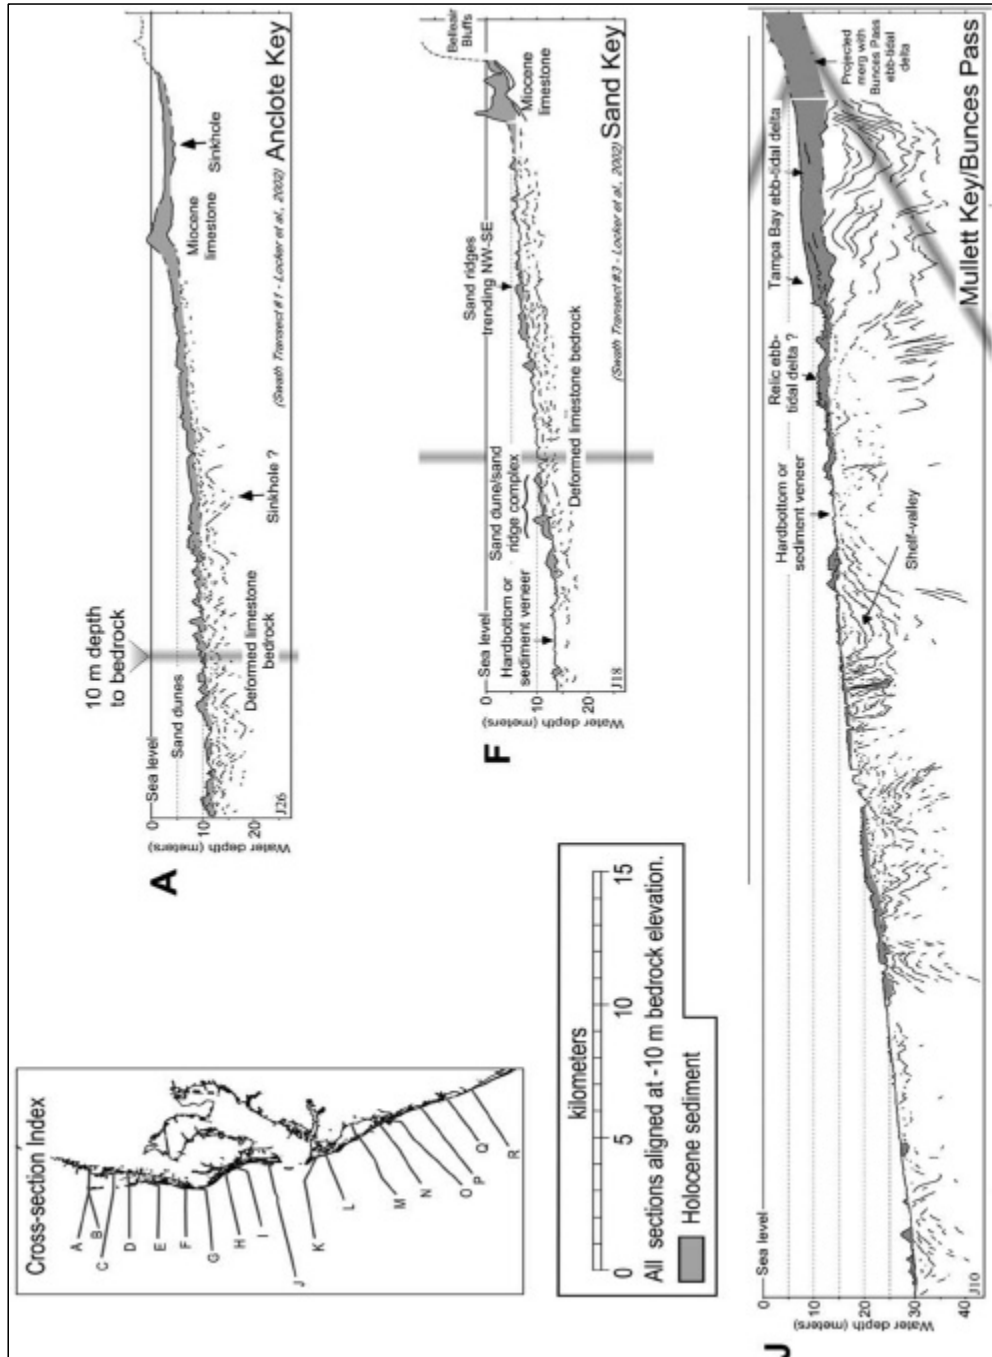 Cross-section Index
A
B
C
D
E
F
G
H
I
J
K
L
M
N
O
P
Q
R
kilometers
0
5
10
15
All sections aligned at -10 m bedrock elevation.
Holocene sediment
A
10 m depth
to bedrock
Sea level
Sand dunes
0
10
20
Water depth (meters)
J26
Deformed limestone
bedrock
Sinkhole ?
Miocene
limestone
Sinkhole
(Swath Transect #1 - Locker et al., 2002)
Anclote Key
F
Sea level
0
10
20
Water depth (meters)
J18
Hardbottom or
sediment veneer
Sand dune/sand
ridge complex
Deformed limestone bedrock
Sand ridges
trending NW-SE
Belleair
Bluffs
Miocene
limestone
(Swath Transect #3 - Locker et al., 2002)
Sand Key
J
Sea level
0
10
20
30
40
Water depth (meters)
J10
Shelf-valley
Hardbottom or
sediment veneer
Relic ebb-
tidal delta ?
Tampa Bay ebb-tidal delta
Projected
merg with
Bunces Pass
ebb-tidal
delta
Mullett Key/Bunces Pass